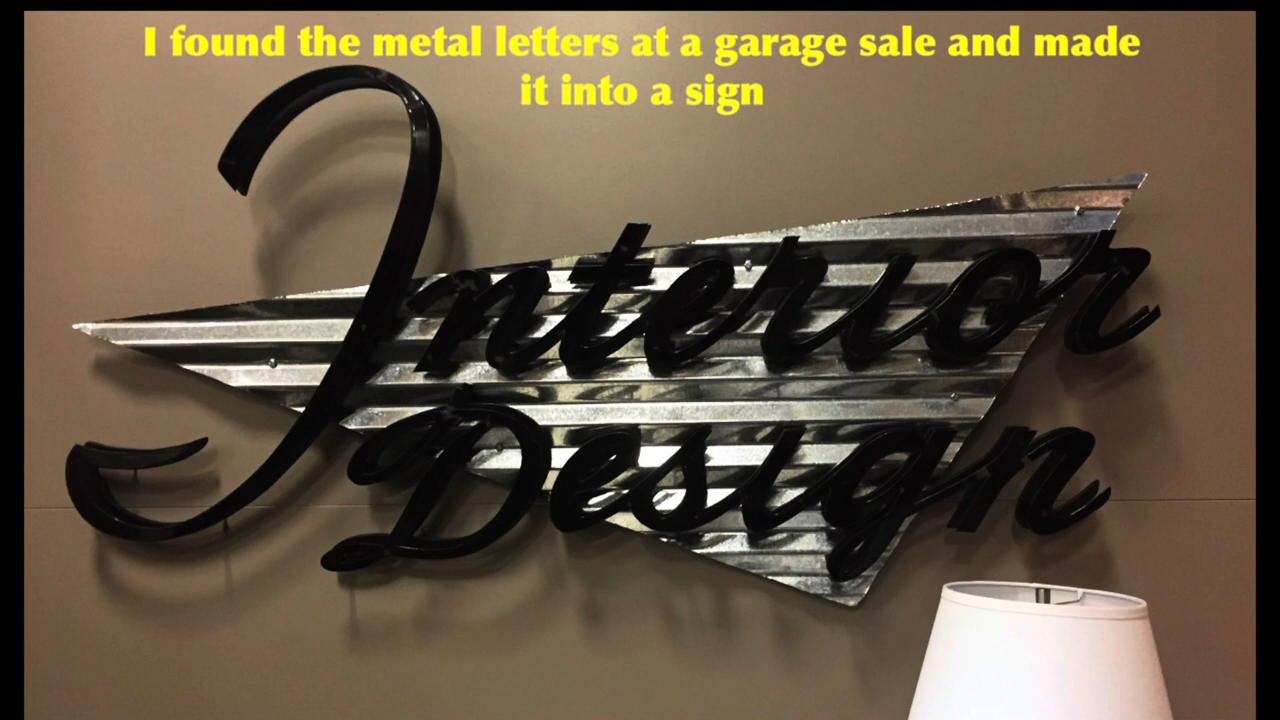 I found the metal letters at a garage sale and made
it into a sign
Interior
Design